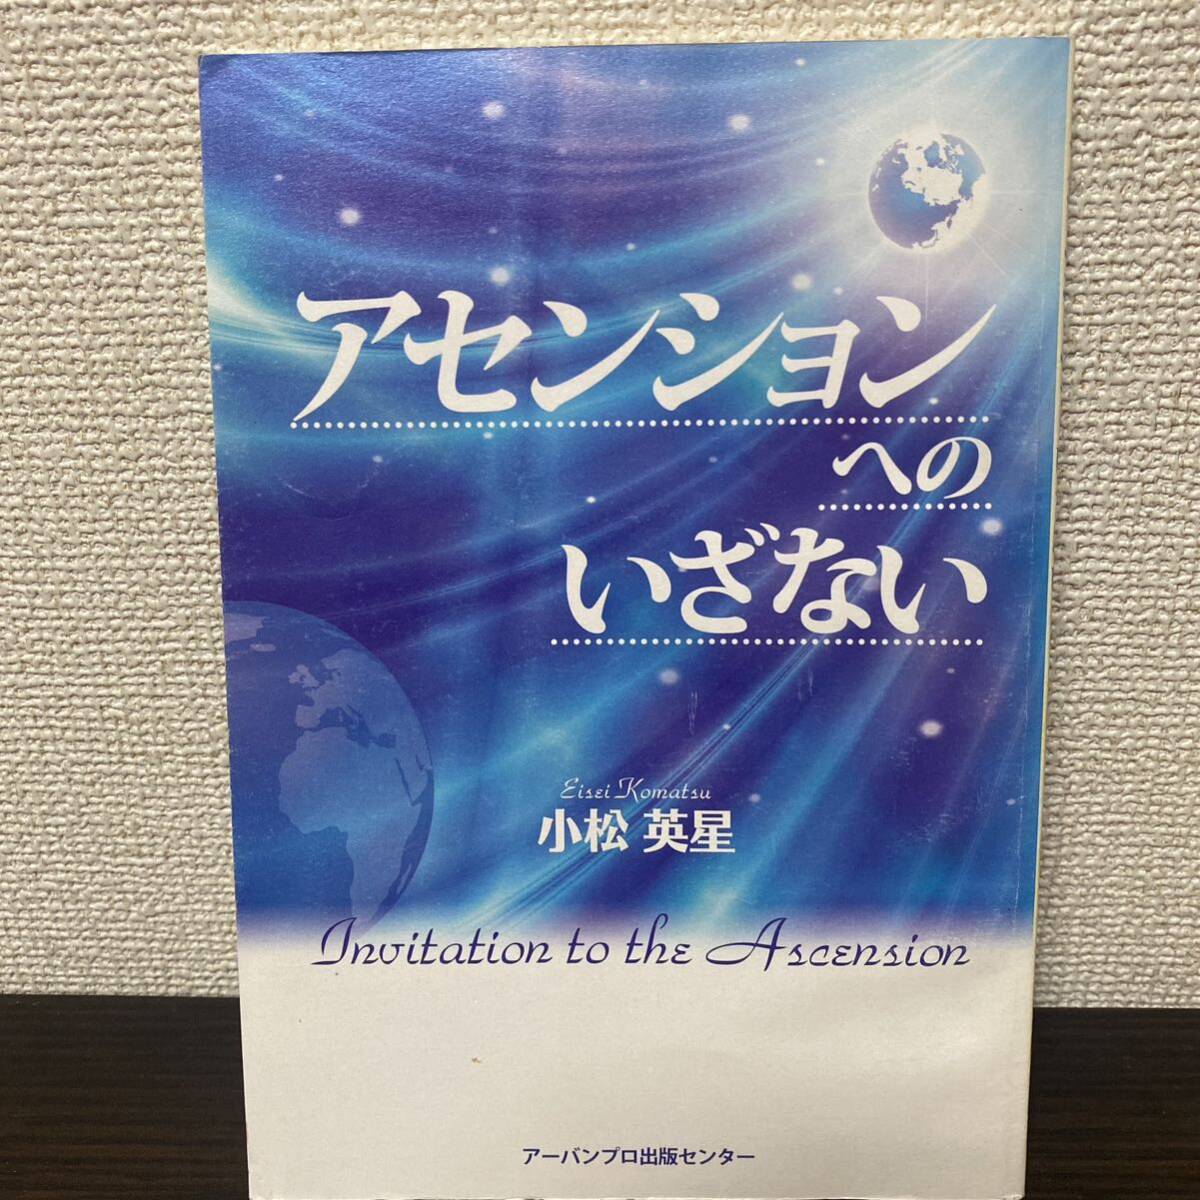 アセンション
への
いざない
Eisei Komatsu
小松 英星
Invitation to the Ascension
アーバンプロ出版センター